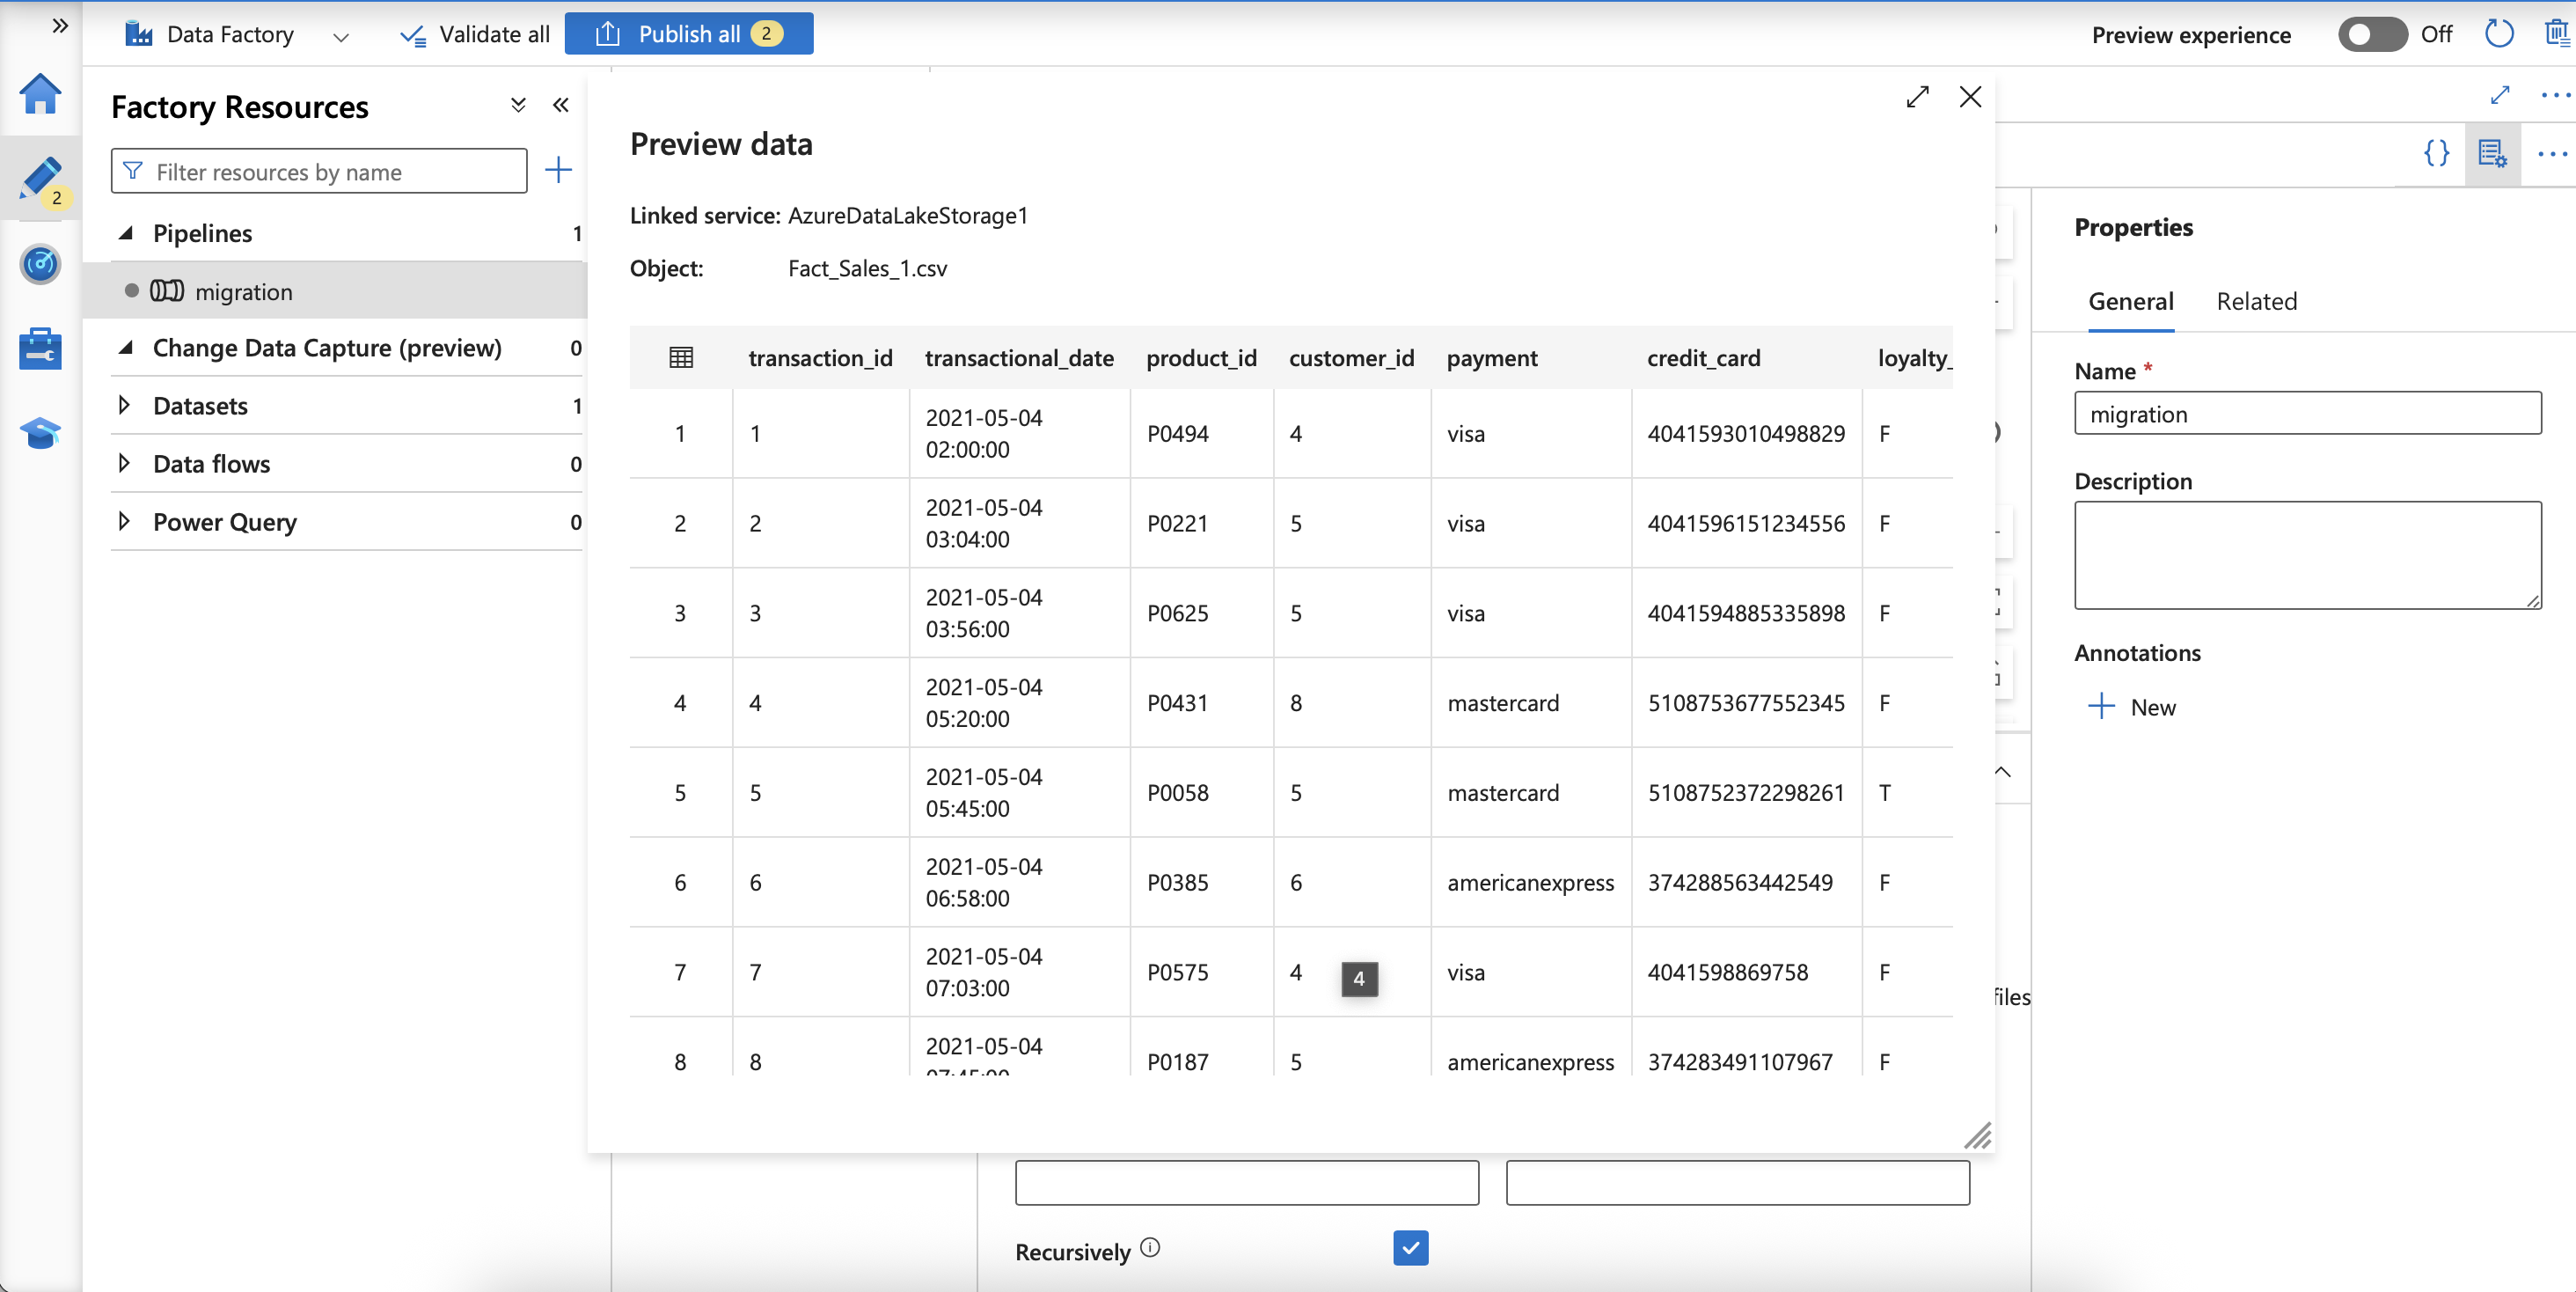 Data Factory
Validate all
Publish all 2
Preview experience Off
Factory Resources
Filter resources by name
2
Pipelines 1
migration
Change Data Capture (preview) 0
Datasets 1
Data flows 0
Power Query 0
Preview data
Linked service: AzureDataLakeStorage1
Object: Fact_Sales_1.csv
transaction_id transactional_date product_id customer_id payment credit_card loyalty_
1 1 2021-05-04 02:00:00 P0494 4 visa 4041593010498829 F
2 2 2021-05-04 03:04:00 P0221 5 visa 4041596151234556 F
3 3 2021-05-04 03:56:00 P0625 5 visa 4041594885335898 F
4 4 2021-05-04 05:20:00 P0431 8 mastercard 5108753677552345 F
5 5 2021-05-04 05:45:00 P0058 5 mastercard 5108752372298261 T
6 6 2021-05-04 06:58:00 P0385 6 americanexpress 374288563442549 F
7 7 2021-05-04 07:03:00 P0575 4 visa 4041598869758 F
4
8 8 2021-05-04 07:45:00 P0187 5 americanexpress 374283491107967 F
files
Recursively
{}
Properties
General Related
Name *
migration
Description
Annotations
New